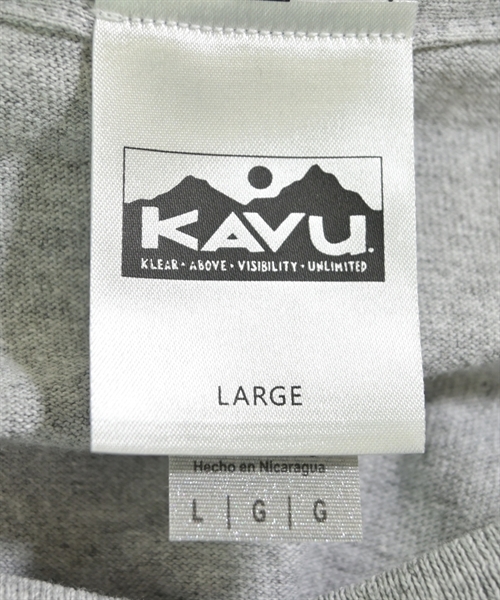 KAVU.
KLEAR • ABOVE • VISIBILITY • UNLIMITED
LARGE
Hecho en Nicaragua
L | G | G